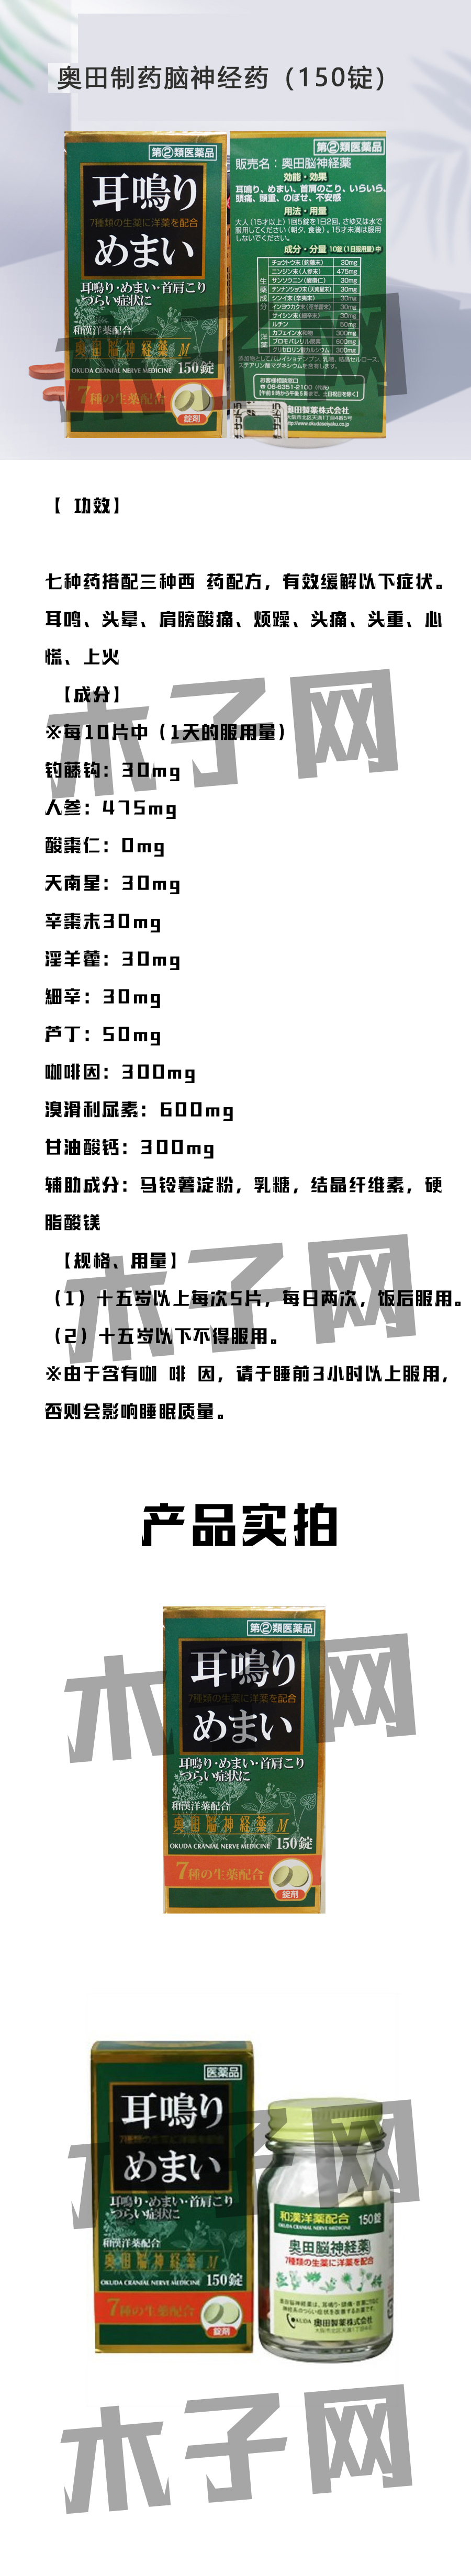 奥田制药脑神经药（150锭）
第②類医薬品
耳鳴り
7種類の生薬に洋薬を配合
めまい
耳鳴り・めまい・首肩こり
つらい症状に
和漢洋薬配合
奥田脳神経薬 M
OKUDA CRANIAL NERVE MEDICINE 150錠
7種の生薬配合
錠剤
第②類医薬品
販売名：奥田脳神経薬
効能・効果
耳鳴り、めまい、首肩のこり、いらいら、
頭痛、頭重、のぼせ、不安感
用法・用量
大人(15才以上)1回5錠を1日2回、さゆ又は水で
服用してください(朝夕、食後)。15才未満は服用
しないでください。
成分・分量 10錠(1日服用量)中
生薬成分
チョウトウ末(釣藤末) 30mg
ニンジン末(人参末) 475mg
サンソウニン(酸棗仁) 30mg
テンナンショウ末(天南星末) 30mg
シンイ末(辛夷末) 30mg
インヨウカク末(淫羊藿末) 30mg
サイシン末(細辛末) 30mg
ルチン 50mg
カフェイン水和物 300mg
ブロモバレリル尿素 600mg
グリセロリン酸カルシウム 300mg
添加物としてバレイショデンプン、乳糖、結晶セルロース、
ステアリン酸マグネシウムを含有します。
お客様相談窓口
☎ 06-6351-2100(代表)
奥田製薬株式会社
http://www.okudaseiyaku.co.jp
木子网
【 功效】
七种药搭配三种西 药配方，有效缓解以下症状。
耳鸣、头晕、肩膀酸痛、烦躁、头痛、头重、心
慌、上火
【成分】
※每10片中（1天的服用量）
钓藤钩：30mg
人参：475mg
酸棗仁：0mg
天南星：30mg
辛棗末30mg
淫羊藿：30mg
細辛：30mg
芦丁：50mg
咖啡因：300mg
溴滑利尿素：600mg
甘油酸钙：300mg
辅助成分：马铃薯淀粉，乳糖，结晶纤维素，硬
脂酸镁
木子网
【规格、用量】
（1）十五岁以上每次5片，每日两次，饭后服用。
（2）十五岁以下不得服用。
※由于含有咖 啡 因，请于睡前3小时以上服用，
否则会影响睡眠质量。
木子网
产品实拍
第②類医薬品
耳鳴り
7種類の生薬に洋薬を配合
めまい
耳鳴り・めまい・首肩こり
つらい症状に
和漢洋薬配合
奥田脳神経薬 M
OKUDA CRANIAL NERVE MEDICINE 150錠
7種の生薬配合
錠剤
木子网
医薬品
耳鳴り
7種類の生薬に洋薬を配合
めまい
耳鳴り・めまい・首肩こり
つらい症状に
和漢洋薬配合
奥田脳神経薬 M
OKUDA CRANIAL NERVE MEDICINE 150錠
7種の生薬配合
錠剤
和漢洋薬配合 150錠
OKUDA CRANIAL NERVE MEDICINE
奥田脳神経薬
7種類の生薬に洋薬を配合
OKUDA 奥田製薬株式会社
木子网
木子网